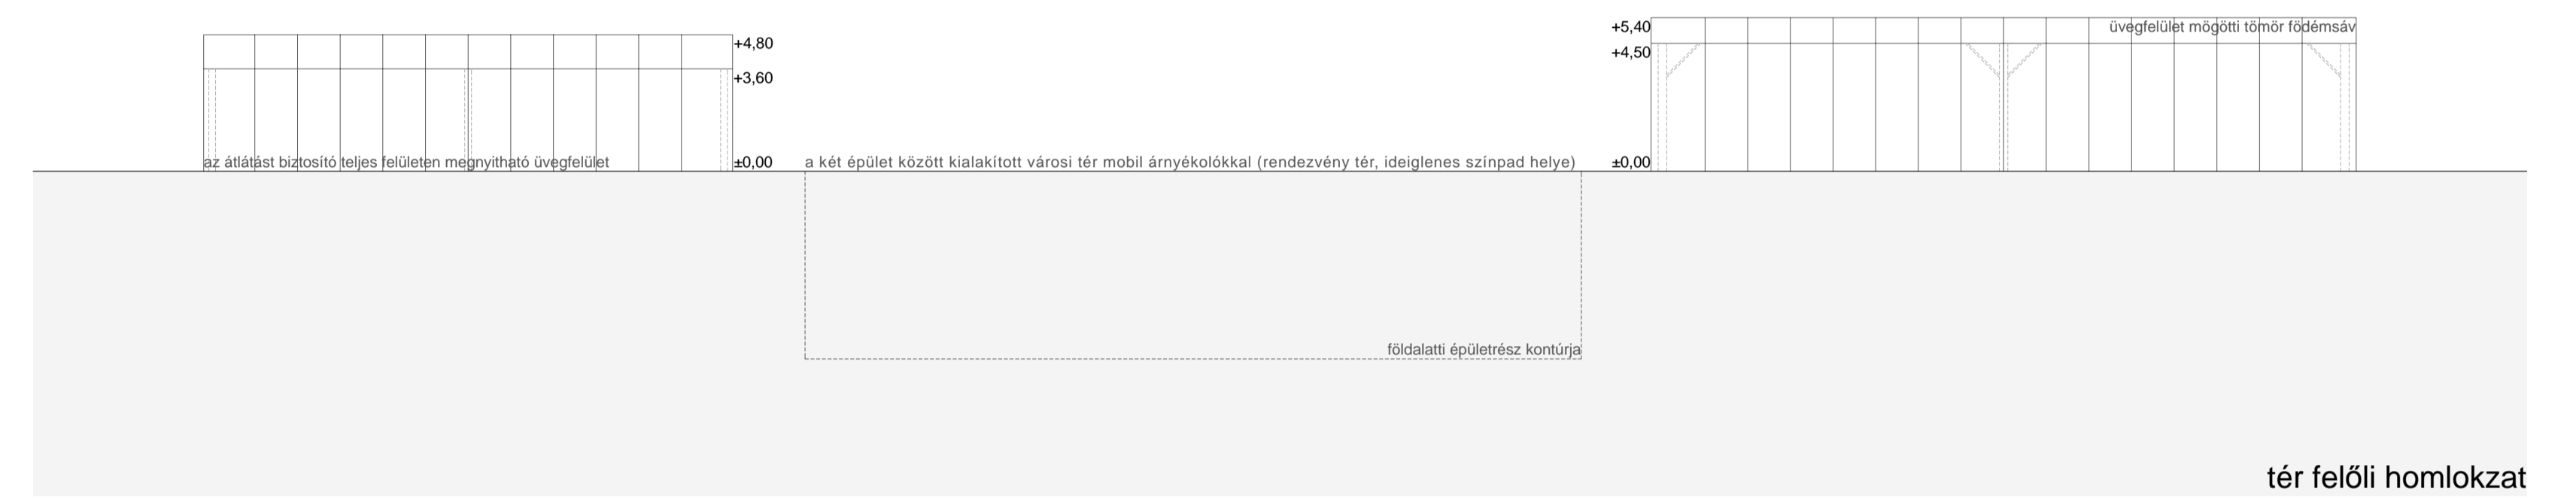 +4,80
+3,60
±0,00
az átlátást biztosító teljes felületen megnyitható üvegfelület
a két épület között kialakított városi tér mobil árnyékolókkal (rendezvény tér, ideiglenes színpad helye)
+5,40
+4,50
±0,00
üvegfelület mögötti tömör födémsáv
földalatti épületrész kontúrja
tér felőli homlokzat